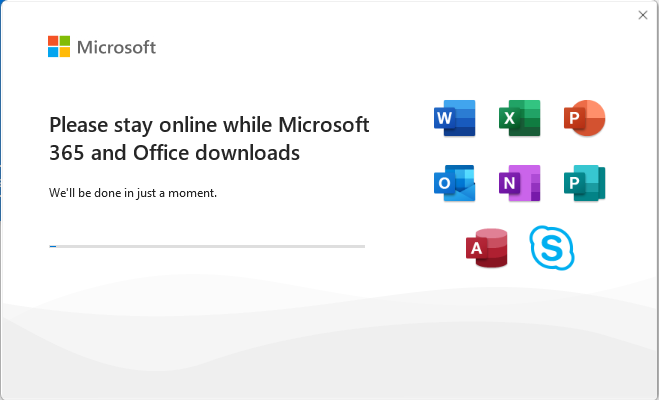 Microsoft
Please stay online while Microsoft
365 and Office downloads
We'll be done in just a moment.
W
X
P
O
N
P
A
S